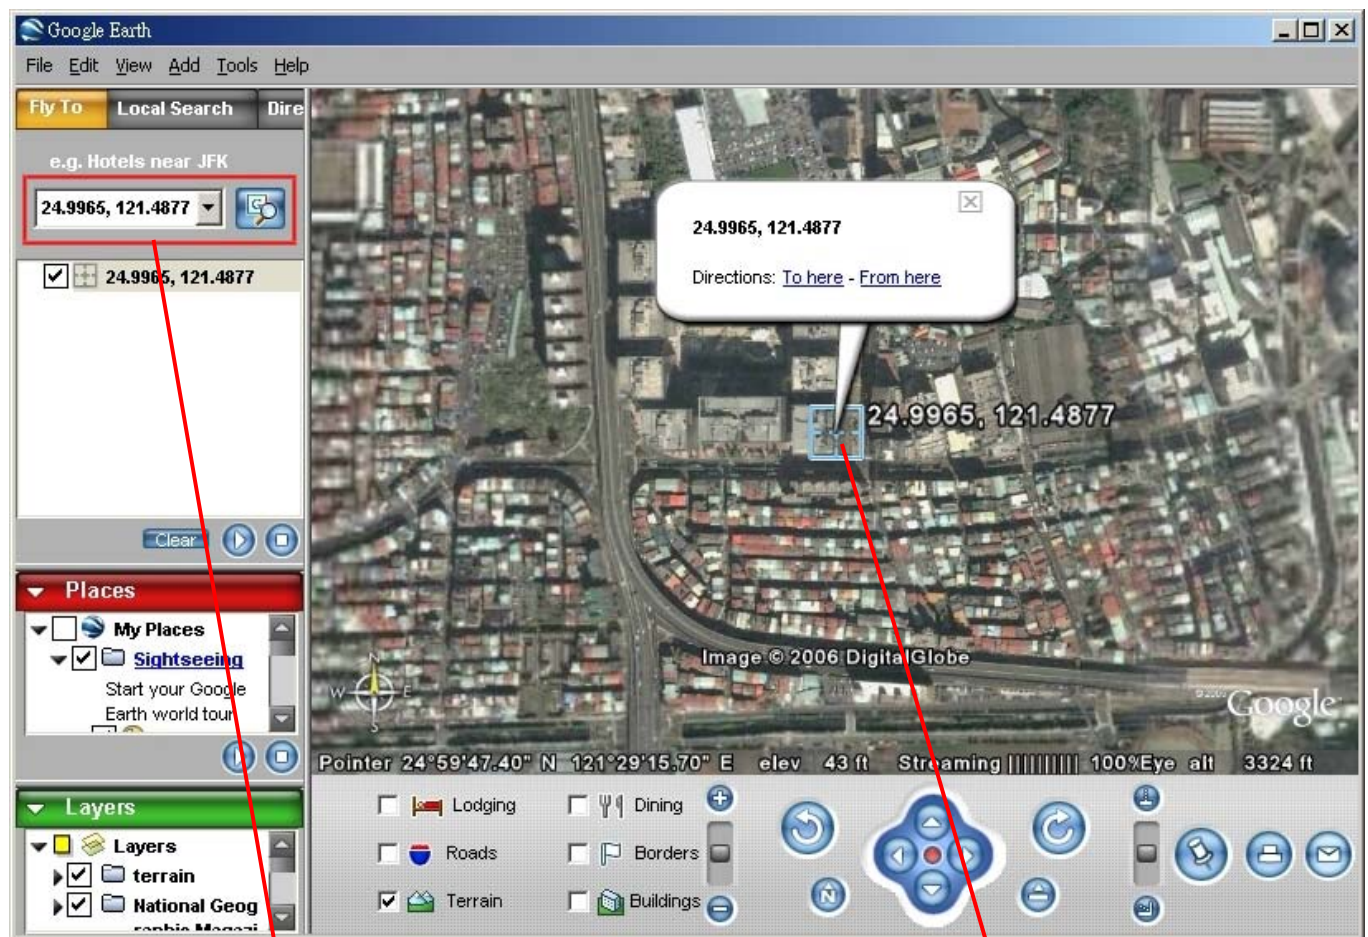 Google Earth
File Edit View Add Tools Help
Fly To Local Search Dire
e.g. Hotels near JFK
24.9965, 121.4877
24.9965, 121.4877
Clear
Places
My Places
Sightseeing
Start your Google
Earth world tour
Layers
Layers
terrain
National Geog
24.9965, 121.4877
Directions: To here - From here
24.9965, 121.4877
Image © 2006 DigitalGlobe
N
W E
S
Google
Pointer 24°59'47.40" N 121°29'15.70" E elev 43 ft Streaming |||||||||| 100% Eye alt 3324 ft
Lodging Dining
Roads Borders
Terrain Buildings
N